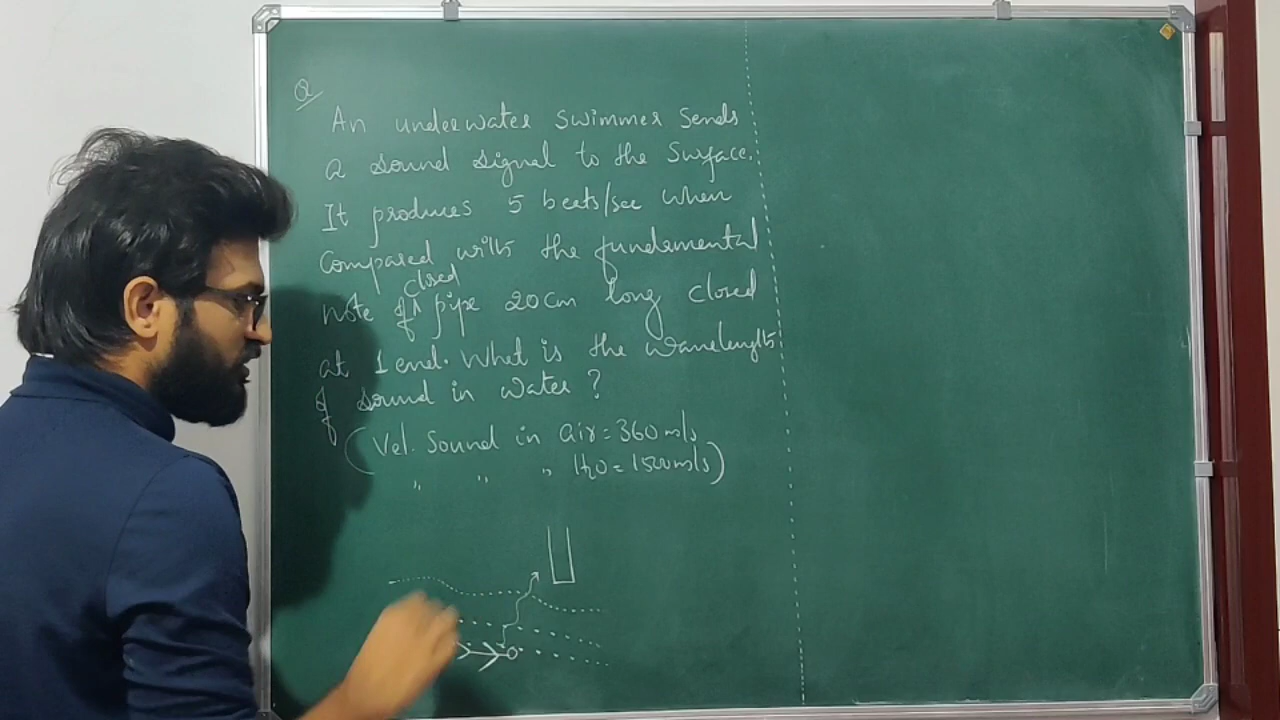 Q
An underwater swimmer sends
a sound signal to the surface.
It produces 5 beats/sec when
compared with the fundamental
closed
note of pipe 20cm long closed
at 1 end. What is the wavelength
of sound in water?
(Vel. sound in air = 360 m/s
" " " H2O = 1500 m/s)